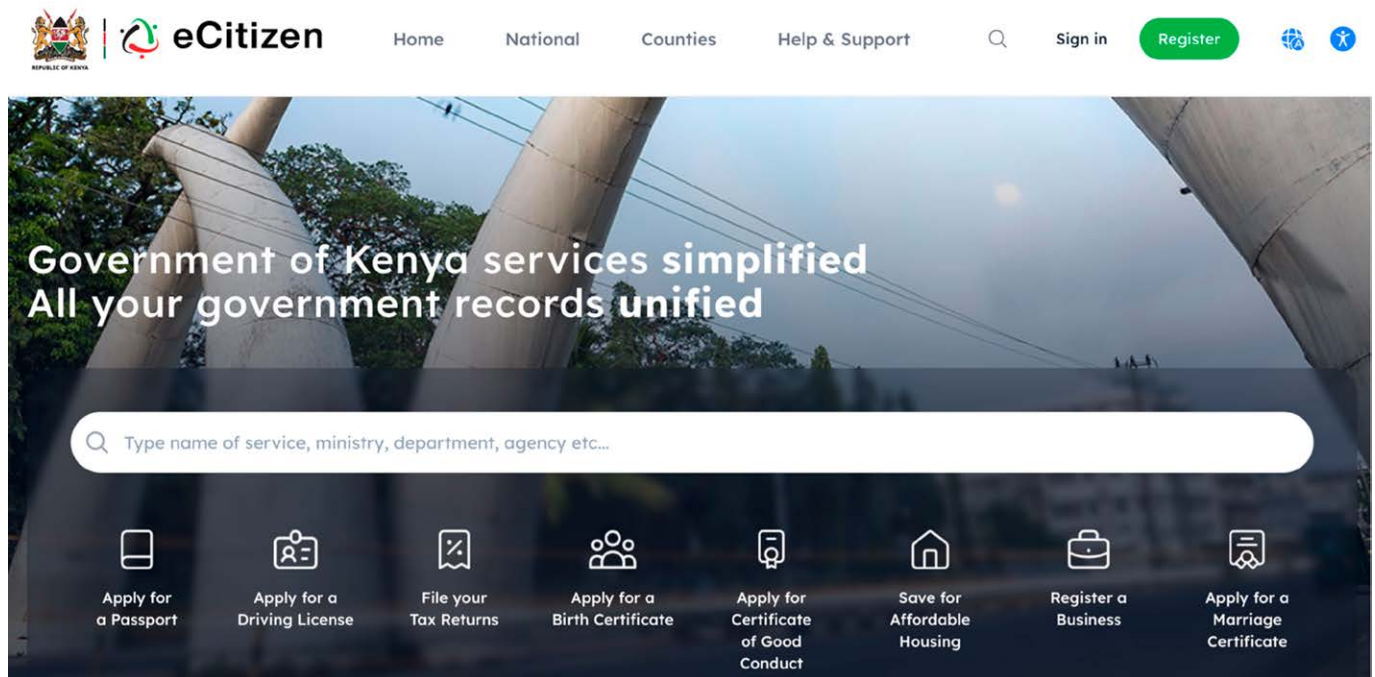 REPUBLIC OF KENYA
eCitizen
Home
National
Counties
Help & Support
Sign in
Register
A
Government of Kenya services simplified
All your government records unified
Type name of service, ministry, department, agency etc...
Apply for
a Passport
Apply for a
Driving License
File your
Tax Returns
Apply for a
Birth Certificate
Apply for
Certificate
of Good
Conduct
Save for
Affordable
Housing
Register a
Business
Apply for a
Marriage
Certificate